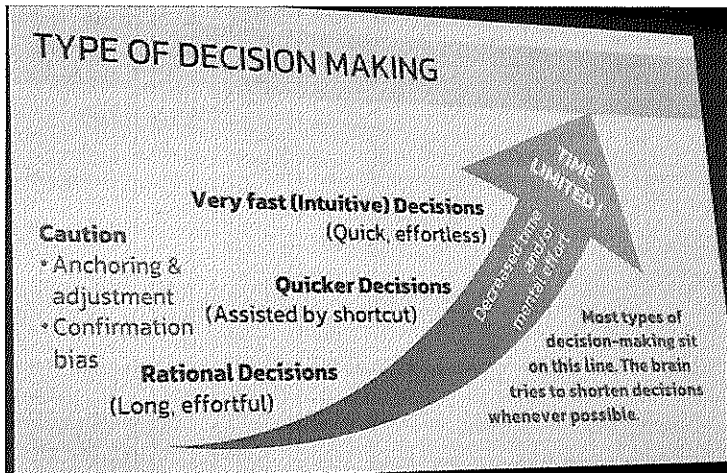 TYPE OF DECISION MAKING
TIME
LIMITED!
Very fast (Intuitive) Decisions
(Quick, effortless)
Decreased time
and/or
mental effort
Caution
• Anchoring &
adjustment
• Confirmation
bias
Quicker Decisions
(Assisted by shortcut)
Rational Decisions
(Long, effortful)
Most types of
decision-making sit
on this line. The brain
tries to shorten decisions
whenever possible.